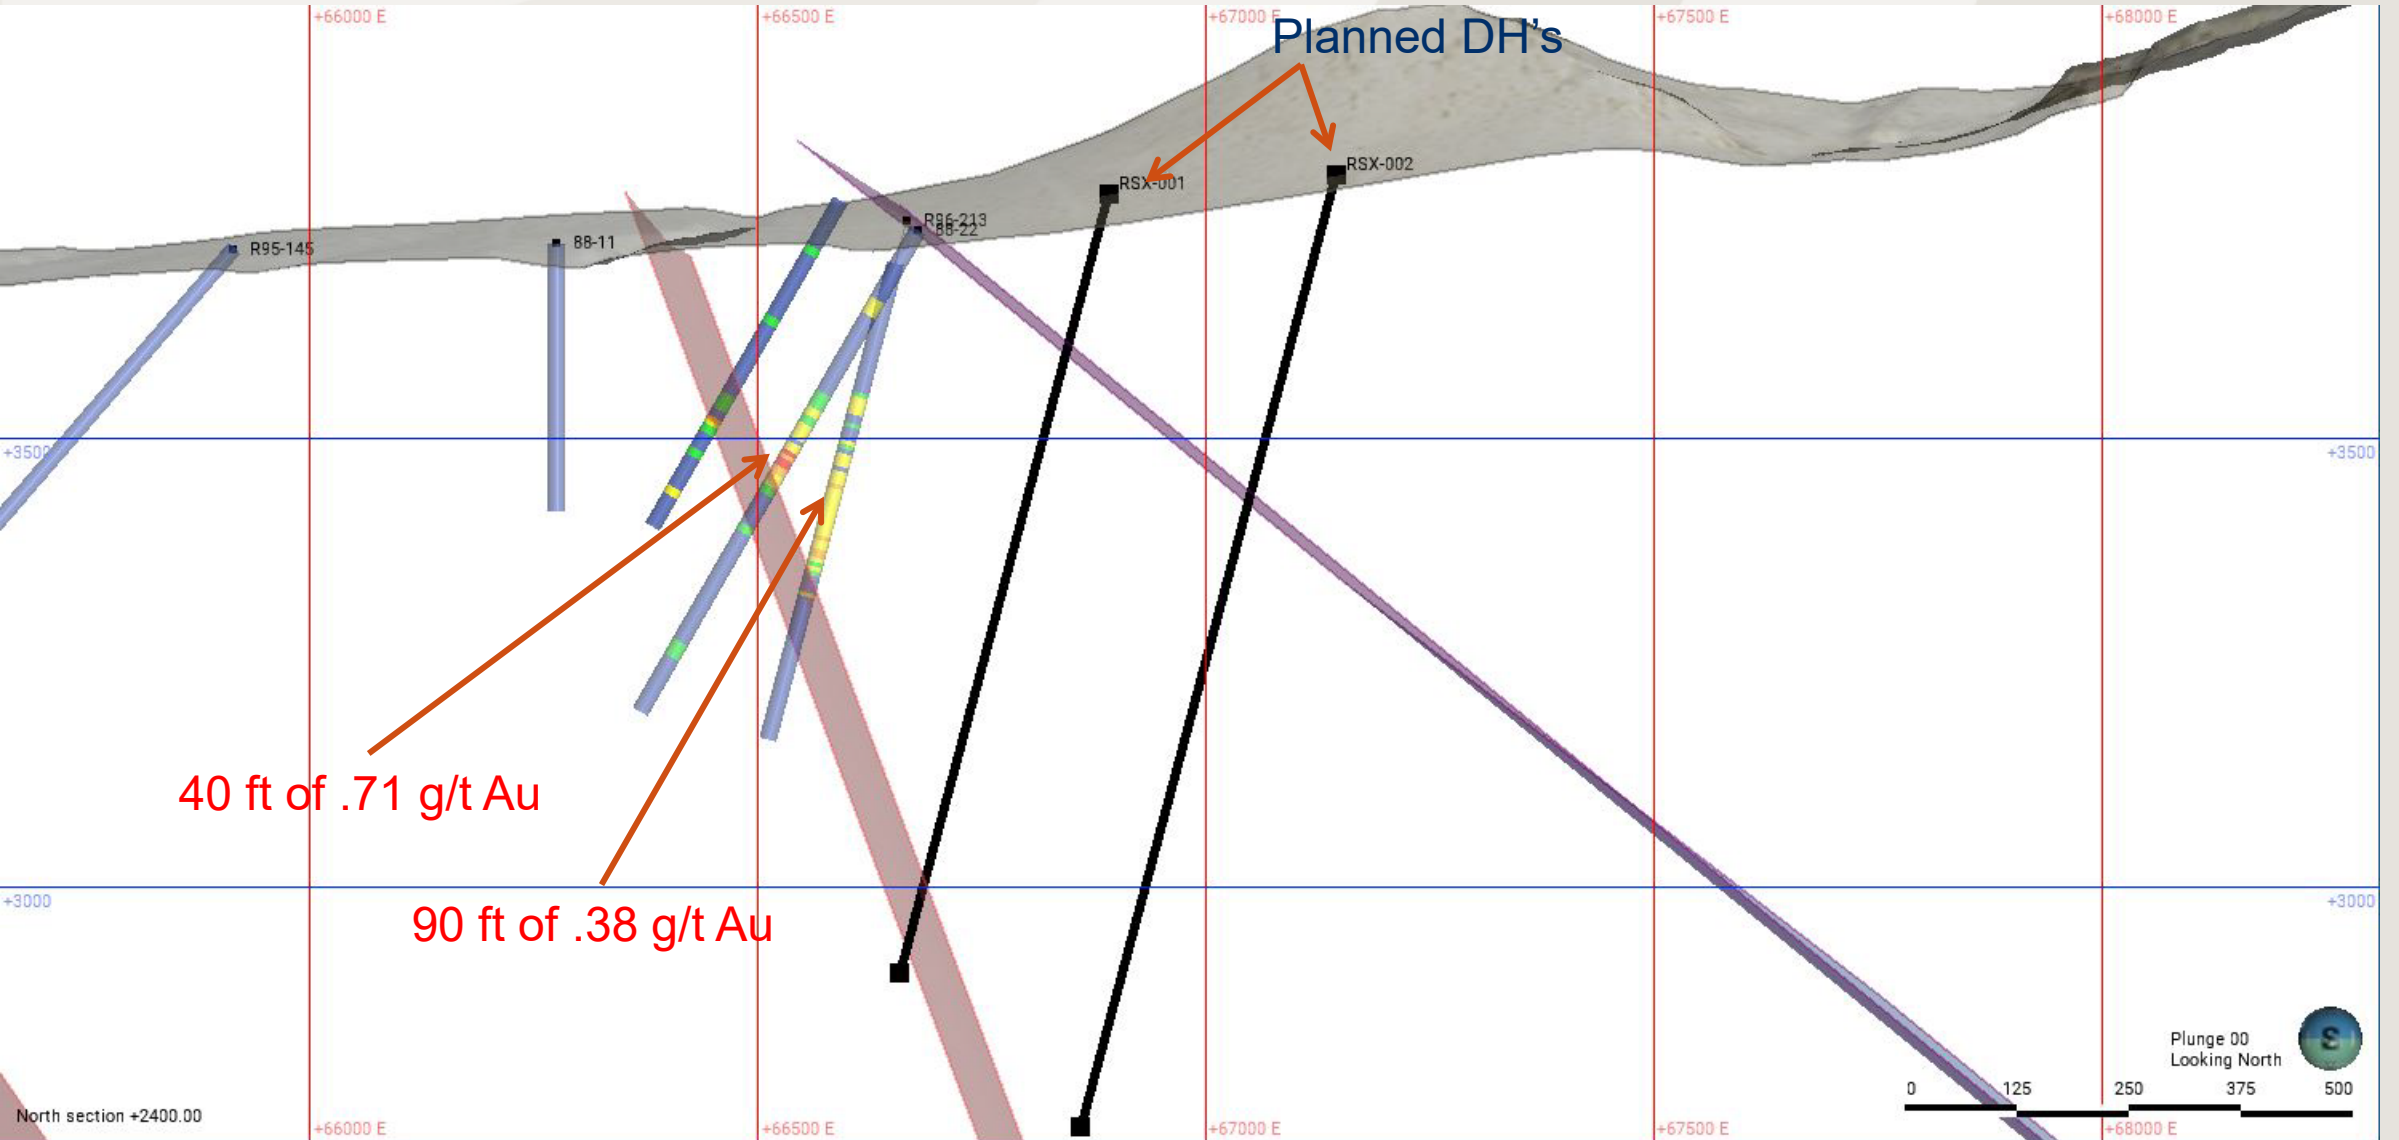 +66000 E
+66500 E
+67000 E
+67500 E
+68000 E
Planned DH's
RSX-001
RSX-002
R96-213
88-22
R95-145
88-11
+3500
+3500
40 ft of .71 g/t Au
90 ft of .38 g/t Au
+3000
+3000
Plunge 00
Looking North
S
0 125 250 375 500
North section +2400.00
+66000 E
+66500 E
+67000 E
+67500 E
+68000 E